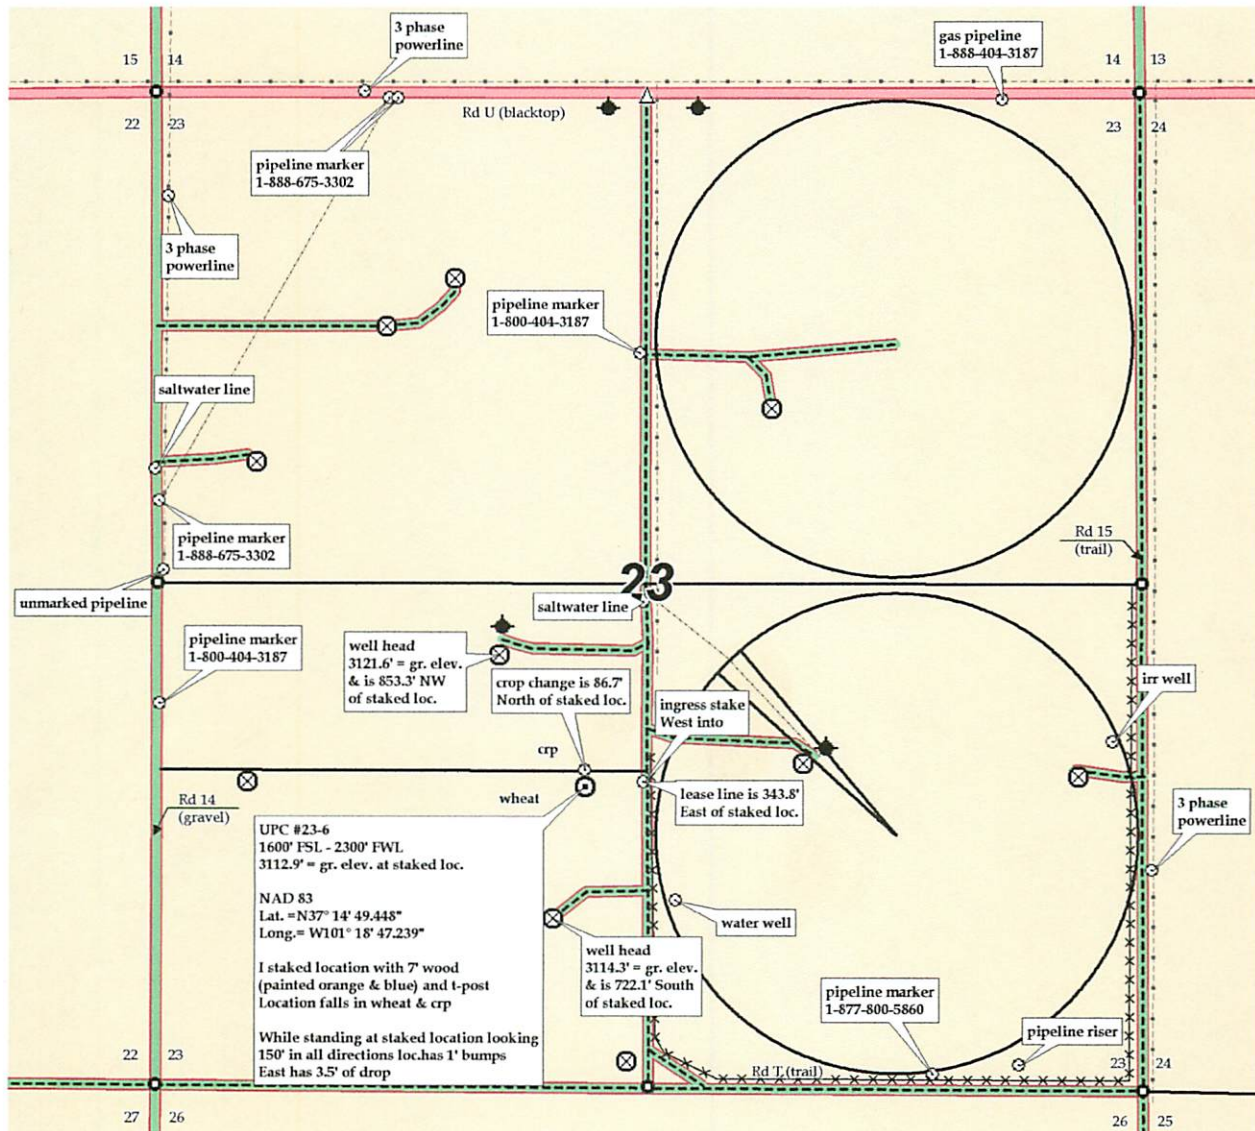 3 phase
powerline
gas pipeline
1-888-404-3187
15 14
14 13
22 23
Rd U (blacktop)
23 24
pipeline marker
1-888-675-3302
3 phase
powerline
pipeline marker
1-800-404-3187
saltwater line
pipeline marker
1-888-675-3302
Rd 15
(trail)
unmarked pipeline
23
saltwater line
pipeline marker
1-800-404-3187
well head
3121.6' = gr. elev.
& is 853.3' NW
of staked loc.
crop change is 86.7'
North of staked loc.
ingress stake
West into
irr well
crp
wheat
lease line is 343.8'
East of staked loc.
Rd 14
(gravel)
3 phase
powerline
UPC #23-6
1600' FSL - 2300' FWL
3112.9' = gr. elev. at staked loc.
NAD 83
Lat. =N37° 14' 49.448"
Long.= W101° 18' 47.239"
I staked location with 7' wood
(painted orange & blue) and t-post
Location falls in wheat & crp
While standing at staked location looking
150' in all directions loc.has 1' bumps
East has 3.5' of drop
water well
well head
3114.3' = gr. elev.
& is 722.1' South
of staked loc.
pipeline marker
1-877-800-5860
pipeline riser
22 23
Rd T (trail)
23 24
27 26
26 25